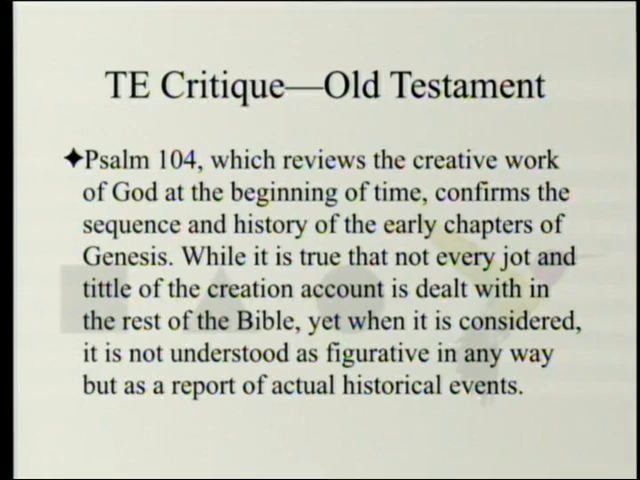 TE Critique—Old Testament
✦Psalm 104, which reviews the creative work
of God at the beginning of time, confirms the
sequence and history of the early chapters of
Genesis. While it is true that not every jot and
tittle of the creation account is dealt with in
the rest of the Bible, yet when it is considered,
it is not understood as figurative in any way
but as a report of actual historical events.